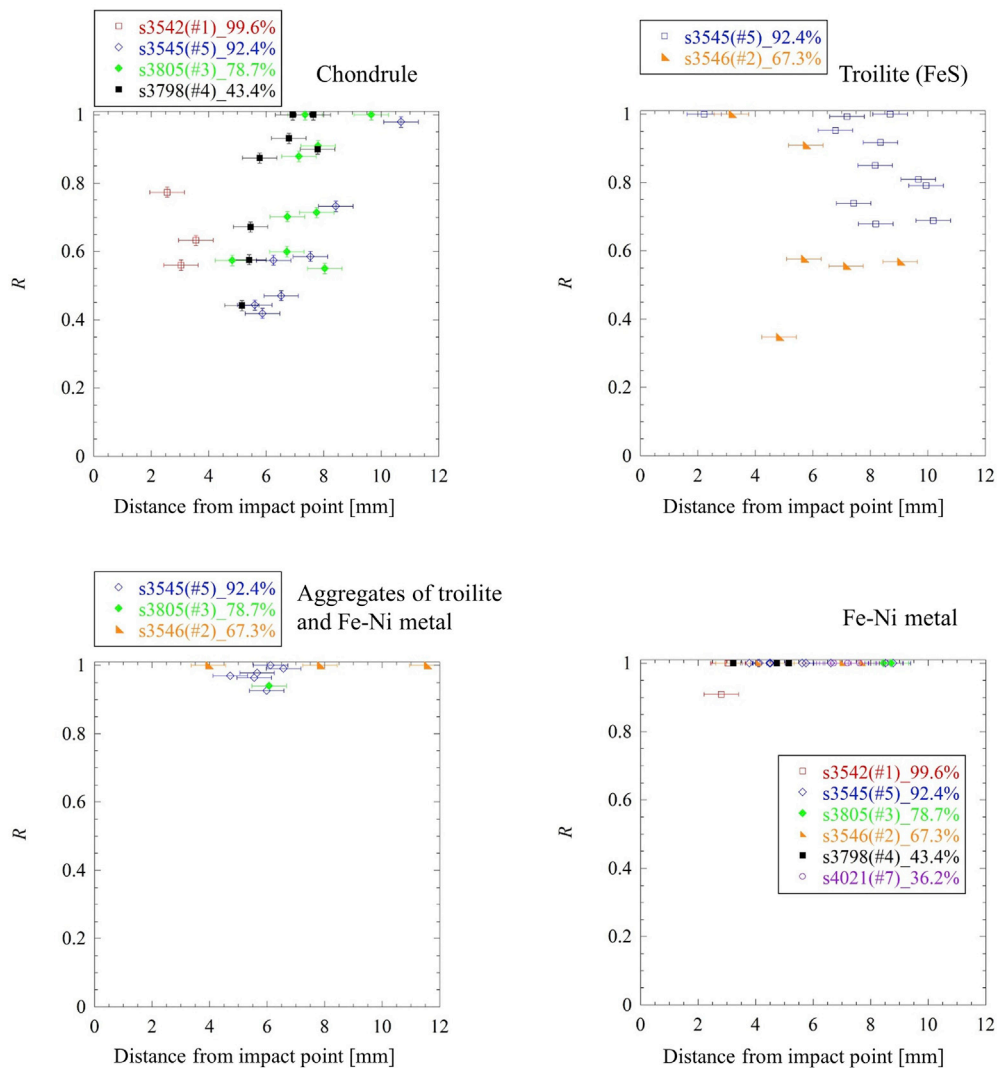 s3542(#1)_99.6%
s3545(#5)_92.4%
s3805(#3)_78.7%
s3798(#4)_43.4%
Chondrule
1
0.8
0.6
0.4
0.2
0
R
0 2 4 6 8 10 12
Distance from impact point [mm]
s3545(#5)_92.4%
s3546(#2)_67.3%
Troilite (FeS)
1
0.8
0.6
0.4
0.2
0
R
0 2 4 6 8 10 12
Distance from impact point [mm]
s3545(#5)_92.4%
s3805(#3)_78.7%
s3546(#2)_67.3%
Aggregates of troilite
and Fe-Ni metal
1
0.8
0.6
0.4
0.2
0
R
0 2 4 6 8 10 12
Distance from impact point [mm]
Fe-Ni metal
1
0.8
0.6
0.4
0.2
0
R
s3542(#1)_99.6%
s3545(#5)_92.4%
s3805(#3)_78.7%
s3546(#2)_67.3%
s3798(#4)_43.4%
s4021(#7)_36.2%
0 2 4 6 8 10 12
Distance from impact point [mm]